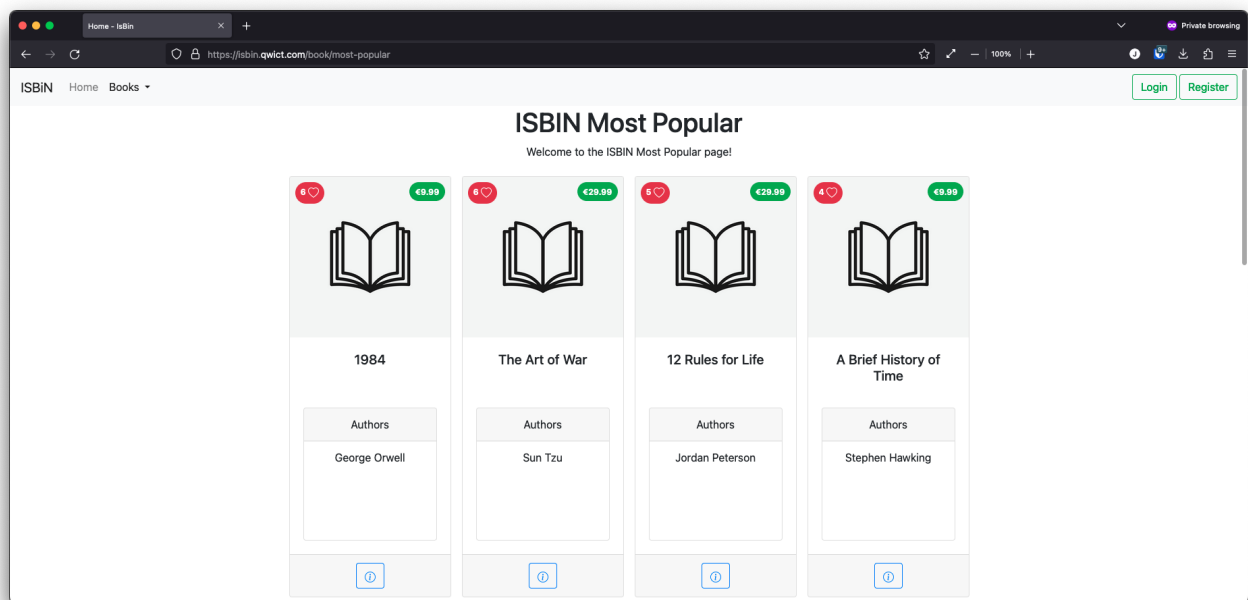 Home - IsBin
Private browsing
https://isbin.qwict.com/book/most-popular
100%
J
9+
ISBiN Home Books
Login Register
ISBIN Most Popular
Welcome to the ISBIN Most Popular page!
6 €9.99
6 €29.99
5 €29.99
4 €9.99
1984
The Art of War
12 Rules for Life
A Brief History of
Time
Authors
Authors
Authors
Authors
George Orwell
Sun Tzu
Jordan Peterson
Stephen Hawking